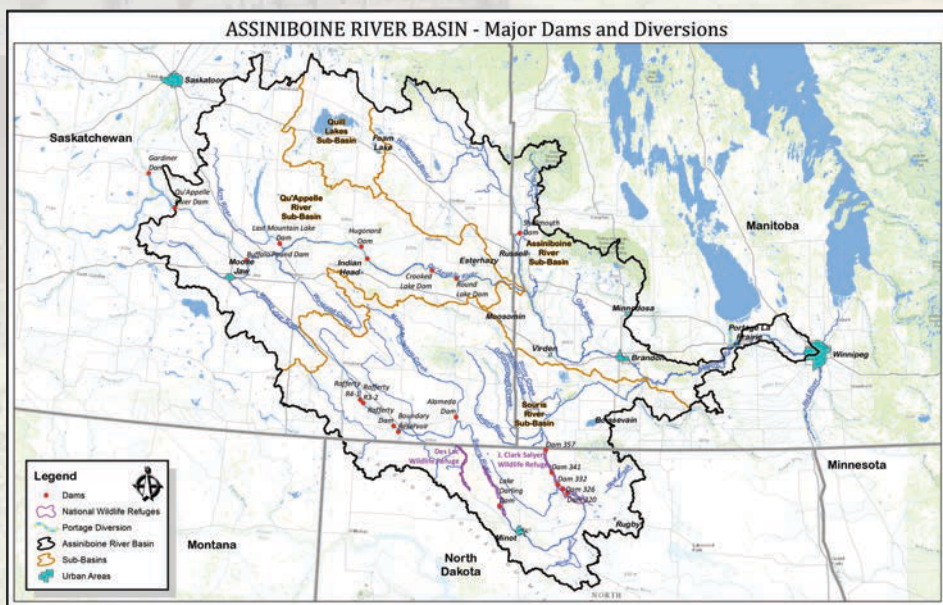 ASSINIBOINE RIVER BASIN - Major Dams and Diversions
Saskatoon
Saskatchewan
Quill
Lakes
Sub-Basin
Foam
Lake
Gardiner
Dam
Qu'Appelle
River Dam
Qu'Appelle
River
Sub-Basin
Last Mountain Lake
Dam
Hugonard
Dam
Buffalo Pound Dam
Moose
Jaw
Indian
Head
Crooked
Lake Dam
Esterhazy
Round
Lake Dam
Moosomin
Dam
Russell
Assiniboine
River
Sub-Basin
Manitoba
Minnedosa
Portage La
Prairie
Winnipeg
Virden
Brandon
Souris
River
Sub-Basin
Boissevain
Rafferty
Rafferty
Rafferty
Dam
Boundary
Reservoir
Alameda
Dam
Des Lac
Wildlife Refuge
J. Clark Salyer
Wildlife Refuge
Dam 357
Dam 341
Dam 332
Dam 326
Dam 320
Lake
Darling
Dam
Minot
Rugby
Minnesota
Montana
North
Dakota
NORTH
Legend
Dams
National Wildlife Refuges
Portage Diversion
Assiniboine River Basin
Sub-Basins
Urban Areas